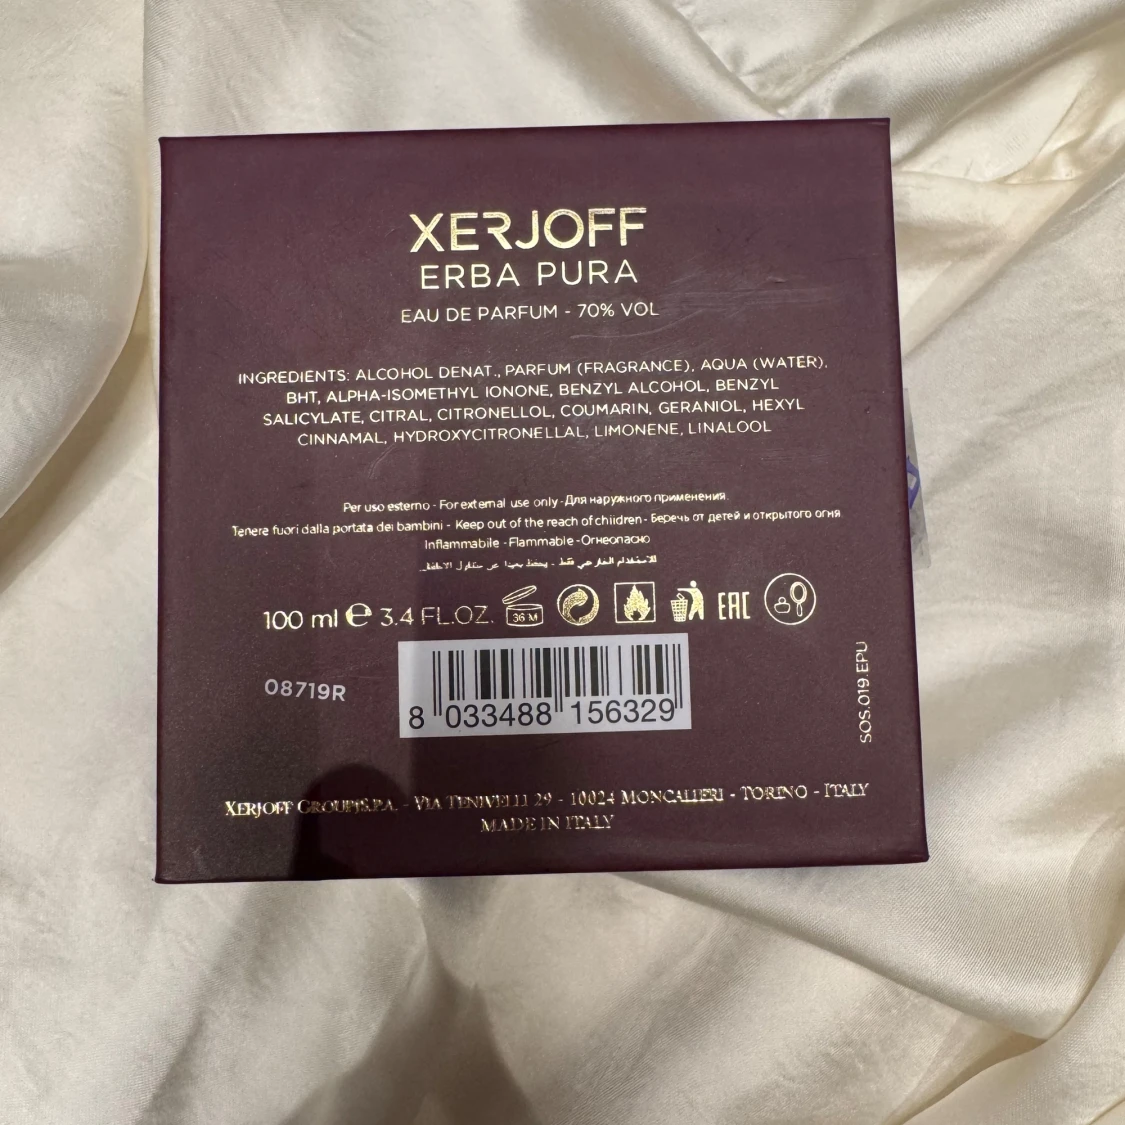 XERJOFF
ERBA PURA
EAU DE PARFUM - 70% VOL
INGREDIENTS: ALCOHOL DENAT., PARFUM (FRAGRANCE), AQUA (WATER),
BHT, ALPHA-ISOMETHYL IONONE, BENZYL ALCOHOL, BENZYL
SALICYLATE, CITRAL, CITRONELLOL, COUMARIN, GERANIOL, HEXYL
CINNAMAL, HYDROXYCITRONELLAL, LIMONENE, LINALOOL
Per uso esterno - For external use only - Для наружного применения
Tenere fuori dalla portata dei bambini - Keep out of the reach of children - Беречь от детей и открытого огня
Inflammabile - Flammable - Огнеопасно
للاستخدام الخارجي فقط -
100 ml ℮ 3.4 FL.OZ. 36 M EAC
08719R
8 033488 156329
SOS.019.EPU
XERJOFF GROUP S.P.A. - VIA TENIVELLI 29 - 10024 MONCALIERI - TORINO - ITALY
MADE IN ITALY